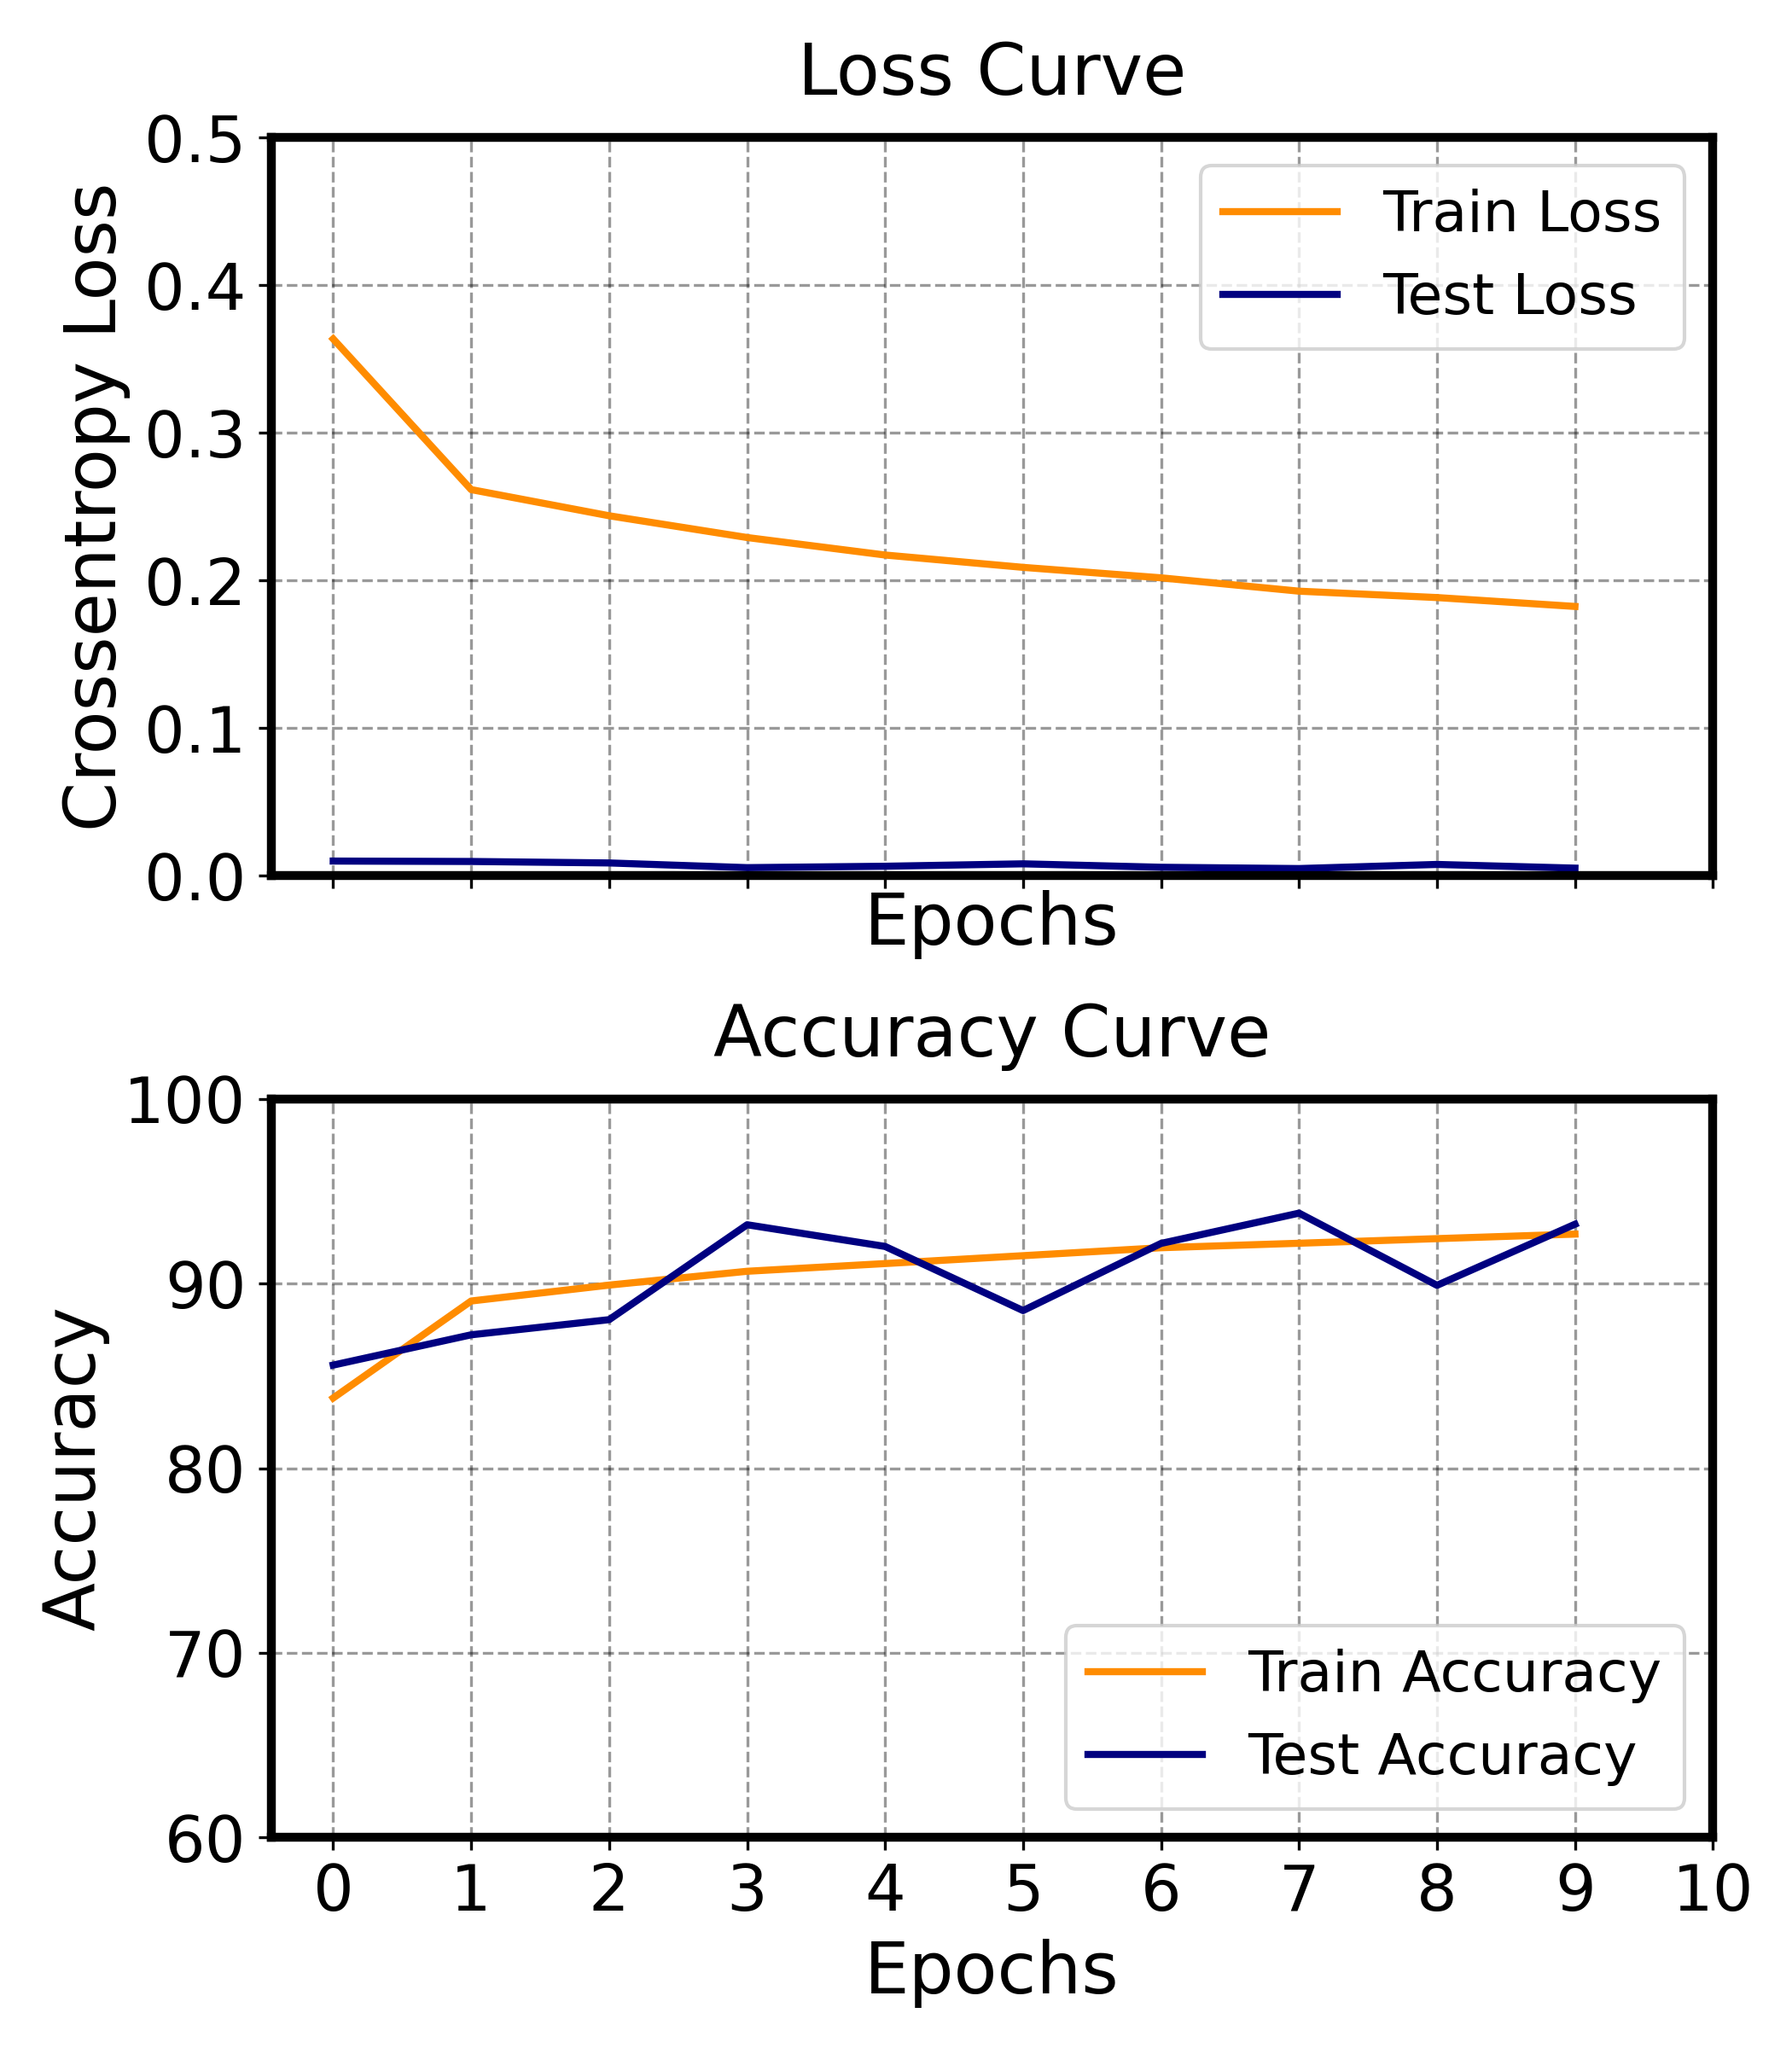 Loss Curve
0.5
0.4
0.3
0.2
0.1
0.0
Crossentropy Loss
Train Loss
Test Loss
Epochs
Accuracy Curve
100
90
80
70
60
Accuracy
Train Accuracy
Test Accuracy
0 1 2 3 4 5 6 7 8 9 10
Epochs